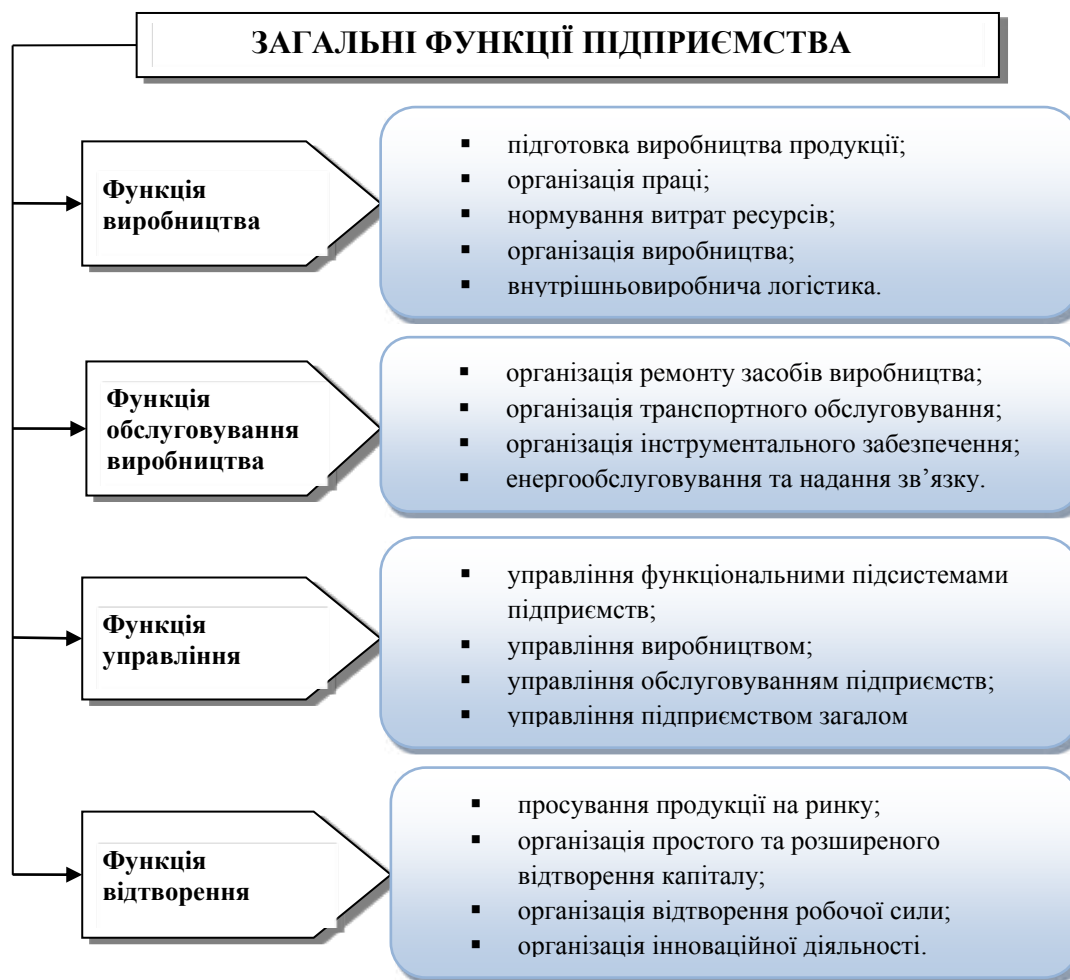 ЗАГАЛЬНІ ФУНКЦІЇ ПІДПРИЄМСТВА
Функція
виробництва
▪ підготовка виробництва продукції;
▪ організація праці;
▪ нормування витрат ресурсів;
▪ організація виробництва;
▪ внутрішньовиробнича логістика.
Функція
обслуговування
виробництва
▪ організація ремонту засобів виробництва;
▪ організація транспортного обслуговування;
▪ організація інструментального забезпечення;
▪ енергообслуговування та надання зв’язку.
Функція
управління
▪ управління функціональними підсистемами
підприємств;
▪ управління виробництвом;
▪ управління обслуговуванням підприємств;
▪ управління підприємством загалом
Функція
відтворення
▪ просування продукції на ринку;
▪ організація простого та розширеного
відтворення капіталу;
▪ організація відтворення робочої сили;
▪ організація інноваційної діяльності.